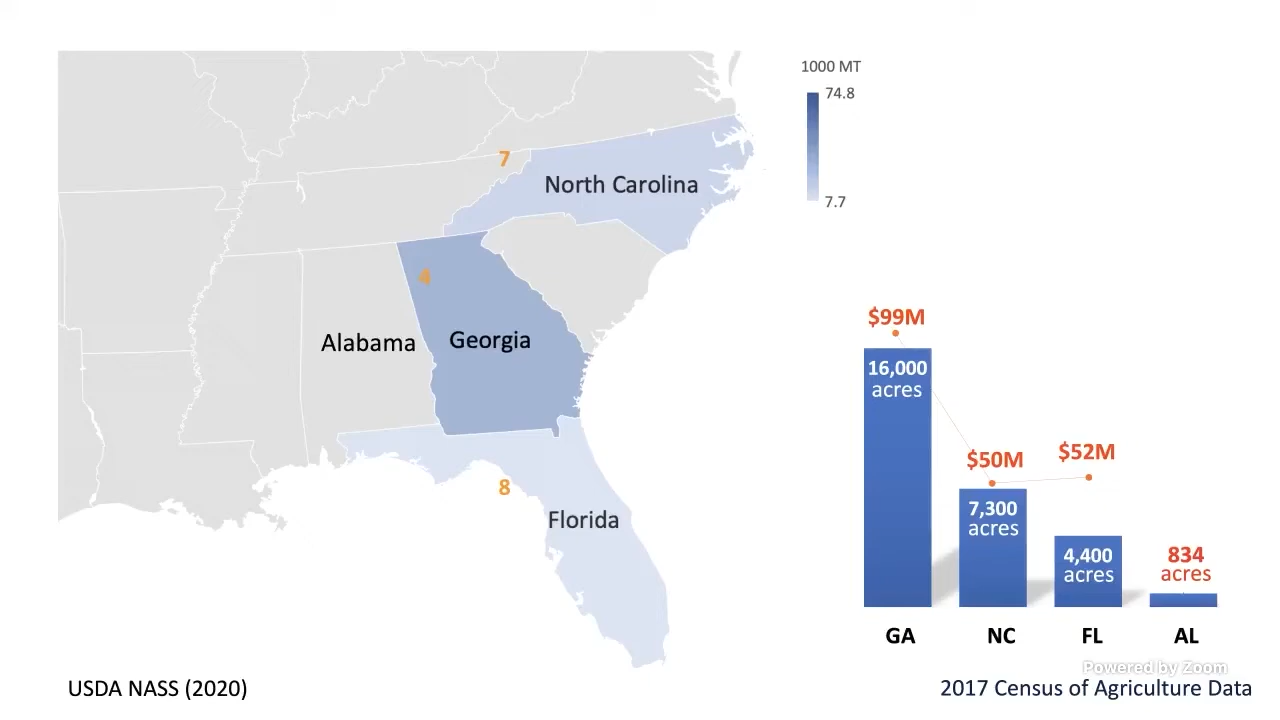 1000 MT
74.8
7.7
7
North Carolina
4
Alabama
Georgia
8
Florida
$99M
16,000
acres
$50M
7,300
acres
$52M
4,400
acres
834
acres
GA
NC
FL
AL
Powered by Zoom
USDA NASS (2020)
2017 Census of Agriculture Data